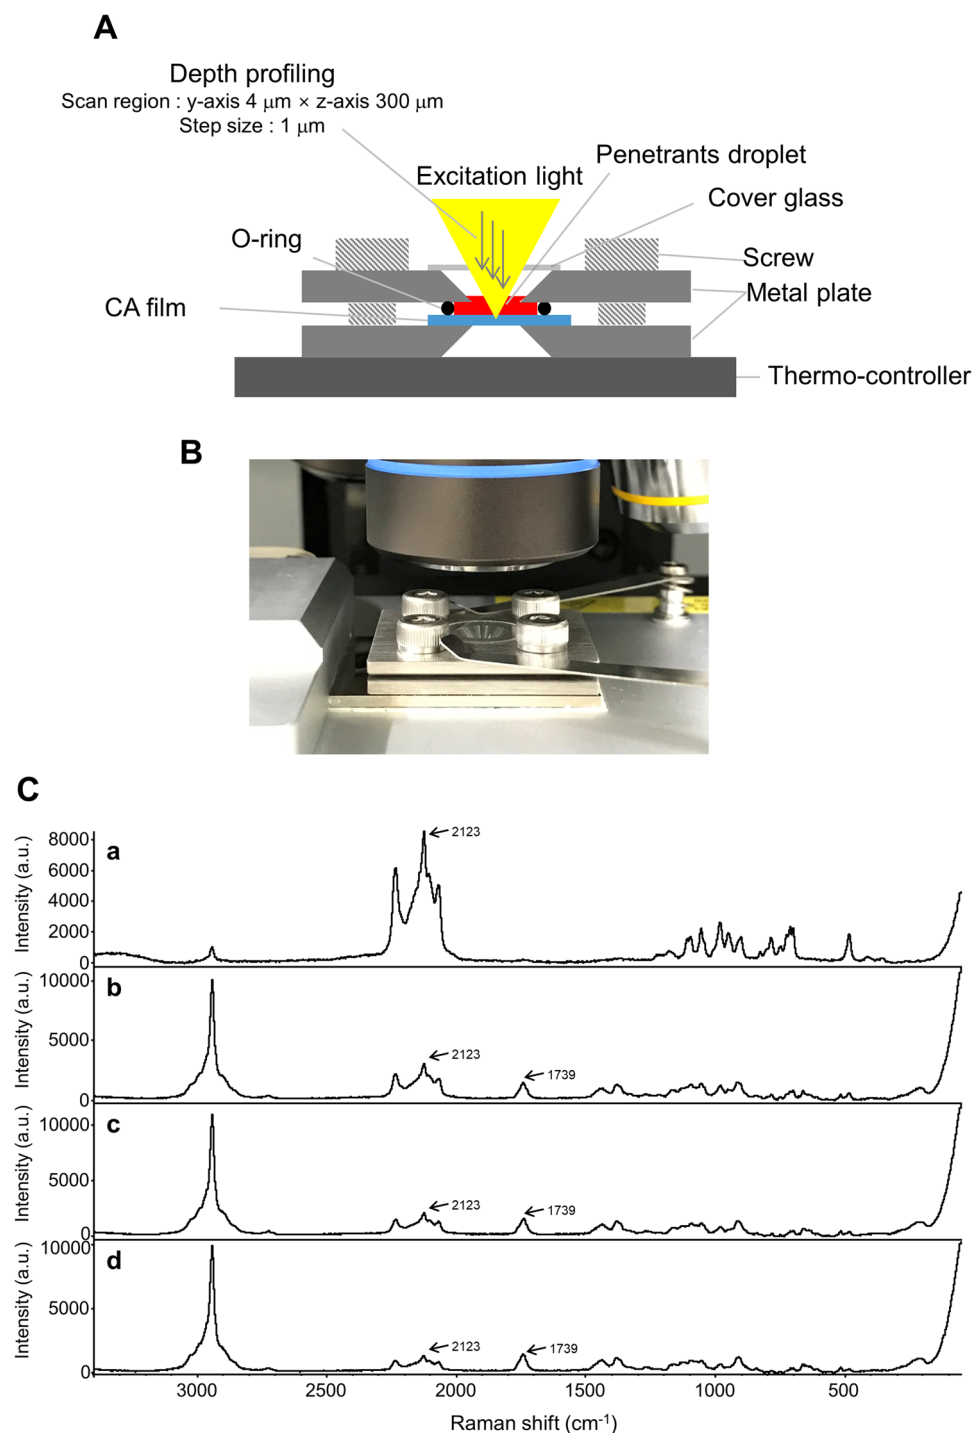 A
Depth profiling
Scan region : y-axis 4 μm × z-axis 300 μm
Step size : 1 μm
Excitation light
Penetrants droplet
Cover glass
O-ring
Screw
CA film
Metal plate
Thermo-controller
B
C
a
2123
8000
6000
4000
2000
0
Intensity (a.u.)
b
2123
1739
10000
5000
0
Intensity (a.u.)
c
2123
1739
10000
5000
0
Intensity (a.u.)
d
2123
1739
10000
5000
0
Intensity (a.u.)
3000 2500 2000 1500 1000 500
Raman shift (cm⁻¹)